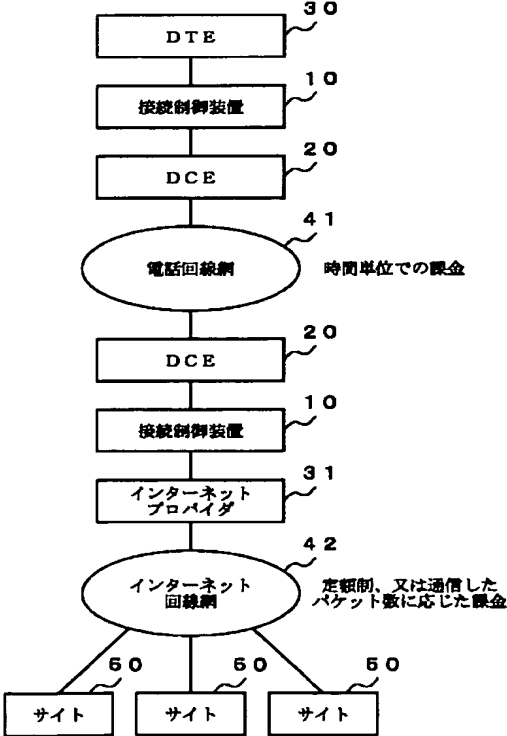 30
DTE
10
接続制御装置
20
DCE
41
電話回線網
時間単位での課金
20
DCE
10
接続制御装置
31
インターネット
プロバイダ
42
インターネット
回線網
定額制、又は通信した
パケット数に応じた課金
50
50
50
サイト
サイト
サイト